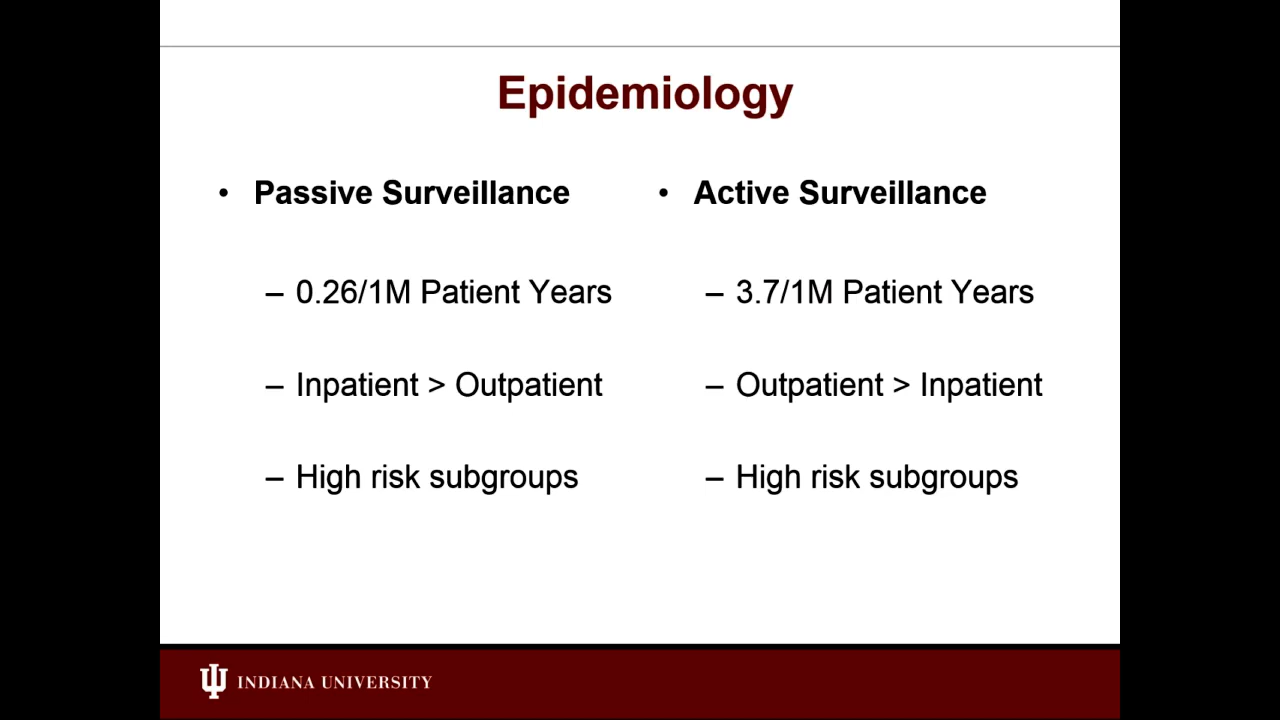 Epidemiology
• Passive Surveillance
– 0.26/1M Patient Years
– Inpatient > Outpatient
– High risk subgroups
• Active Surveillance
– 3.7/1M Patient Years
– Outpatient > Inpatient
– High risk subgroups
INDIANA UNIVERSITY